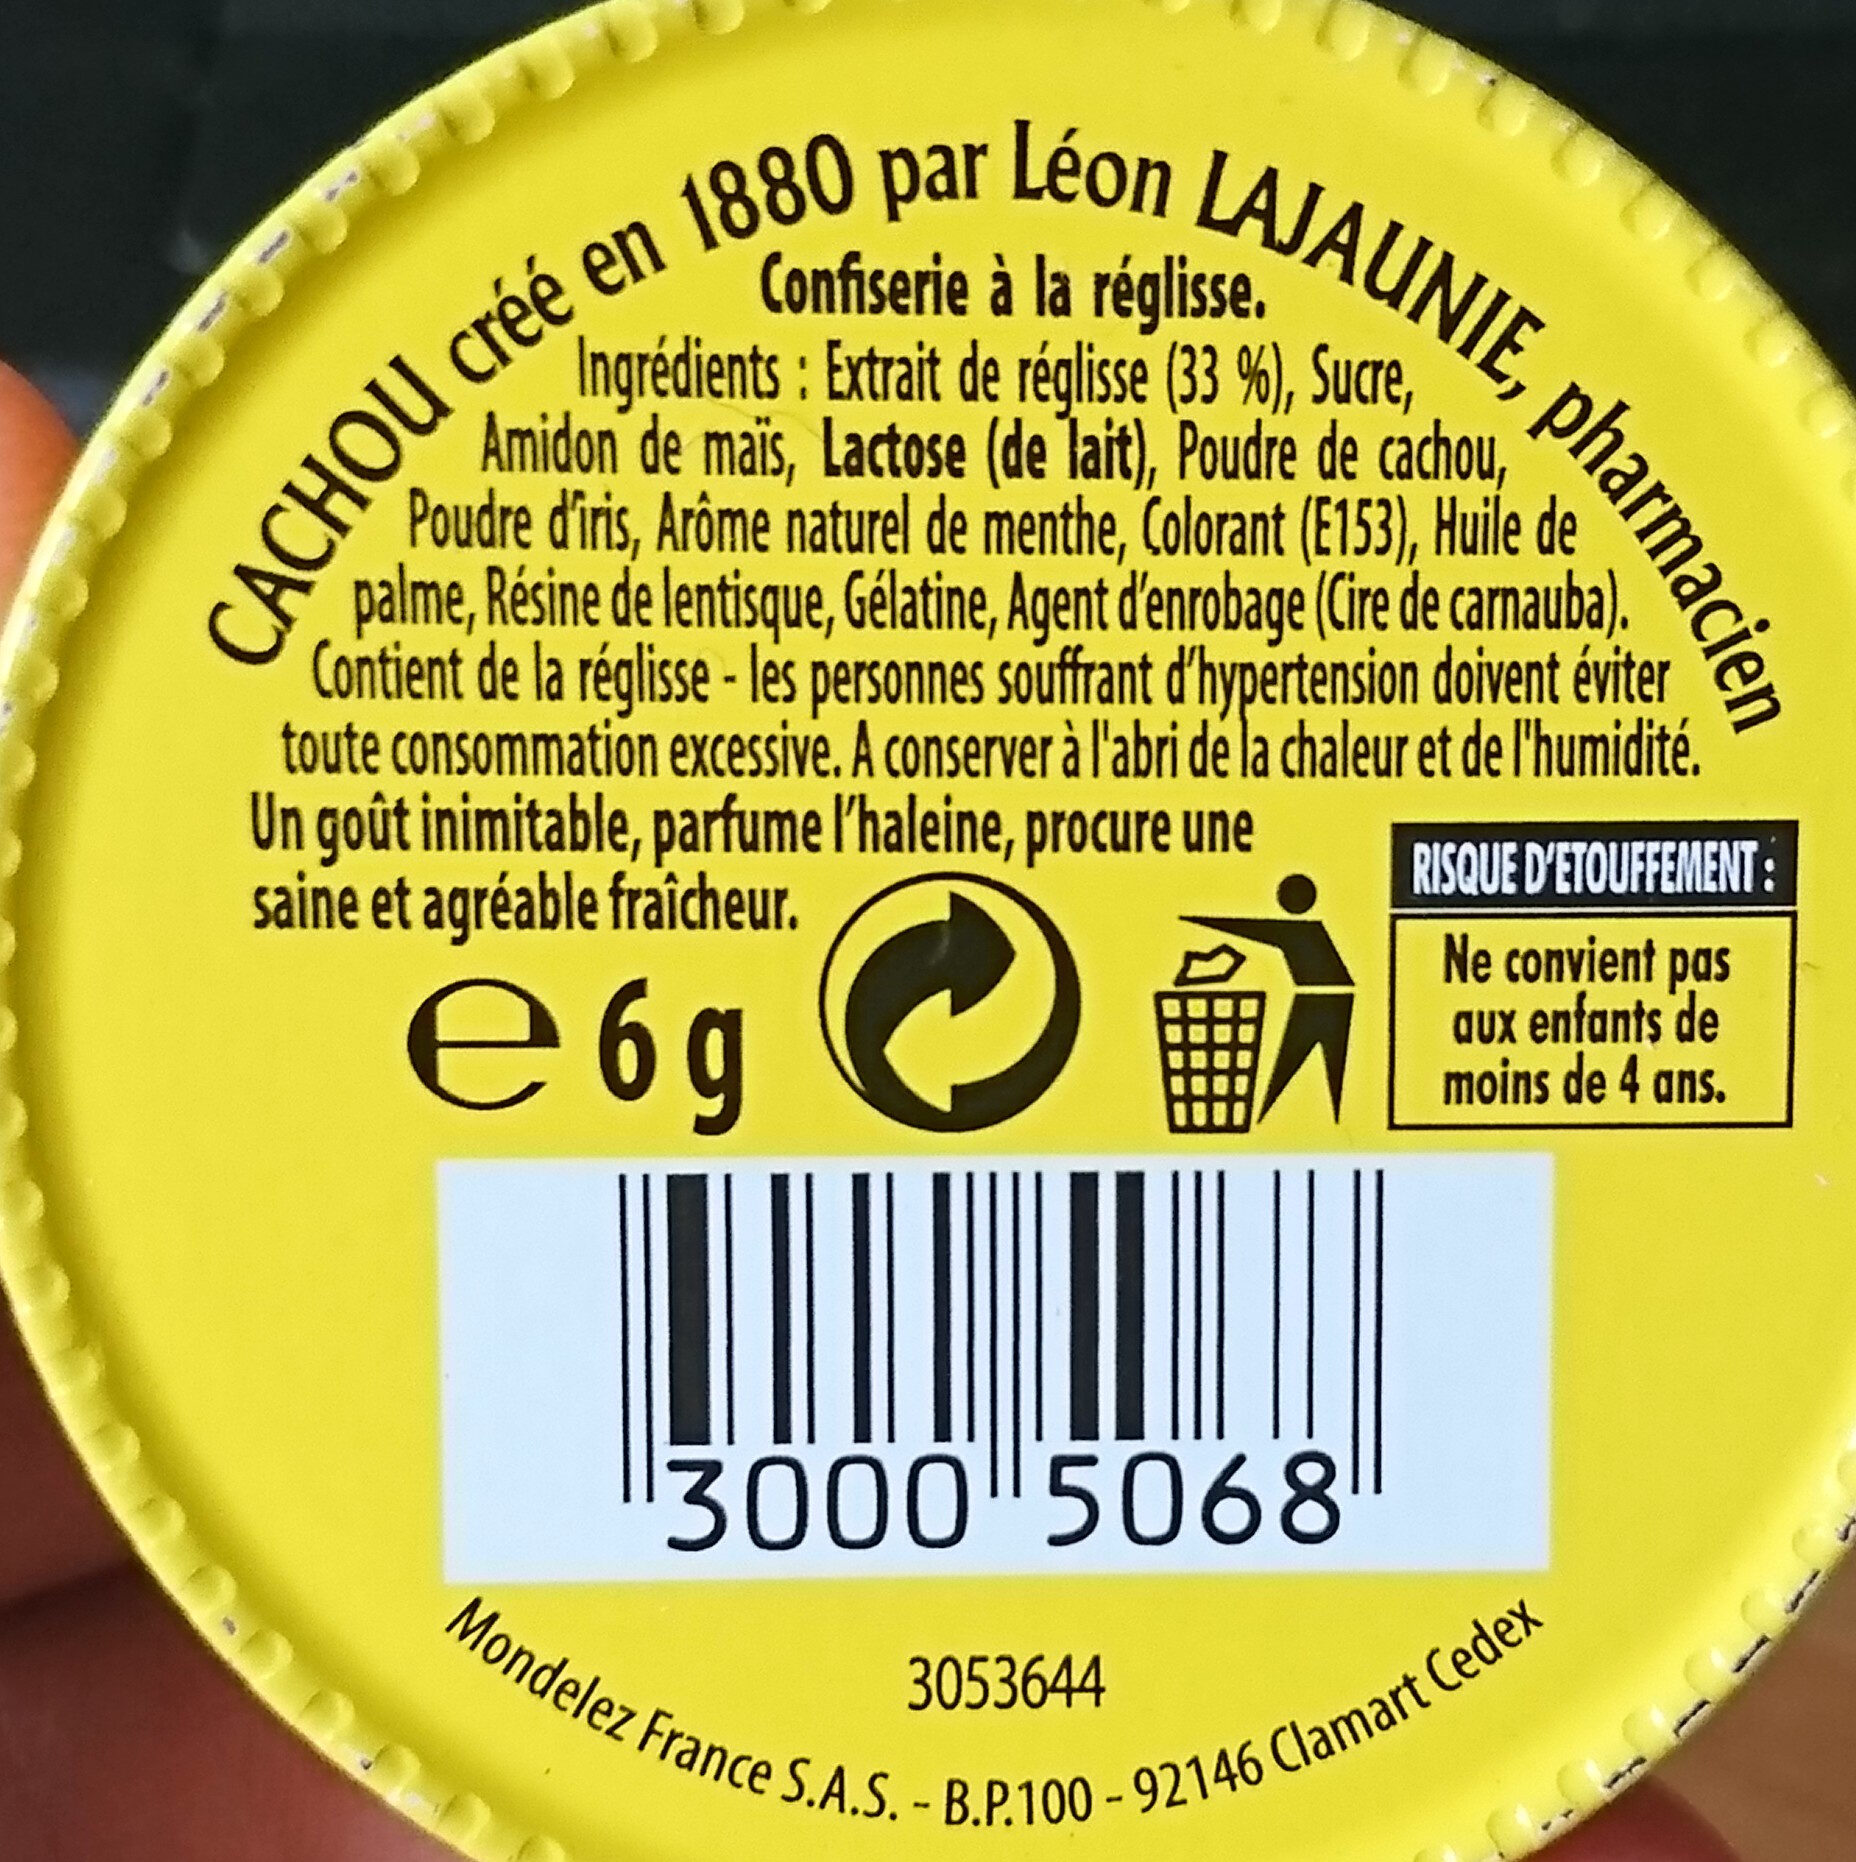 CACHOU créé en 1880 par Léon LAJAUNIE, pharmacien
Confiserie à la réglisse.
Ingrédients : Extrait de réglisse (33 %), Sucre,
Amidon de maïs, Lactose (de lait), Poudre de cachou,
Poudre d'iris, Arôme naturel de menthe, Colorant (E153), Huile de
palme, Résine de lentisque, Gélatine, Agent d'enrobage (Cire de carnauba).
Contient de la réglisse - les personnes souffrant d'hypertension doivent éviter
toute consommation excessive. A conserver à l'abri de la chaleur et de l'humidité.
Un goût inimitable, parfume l'haleine, procure une
saine et agréable fraîcheur.
e 6 g
RISQUE D'ETOUFFEMENT :
Ne convient pas
aux enfants de
moins de 4 ans.
3000 5068
3053644
Mondelez France S.A.S. - B.P.100 - 92146 Clamart Cedex